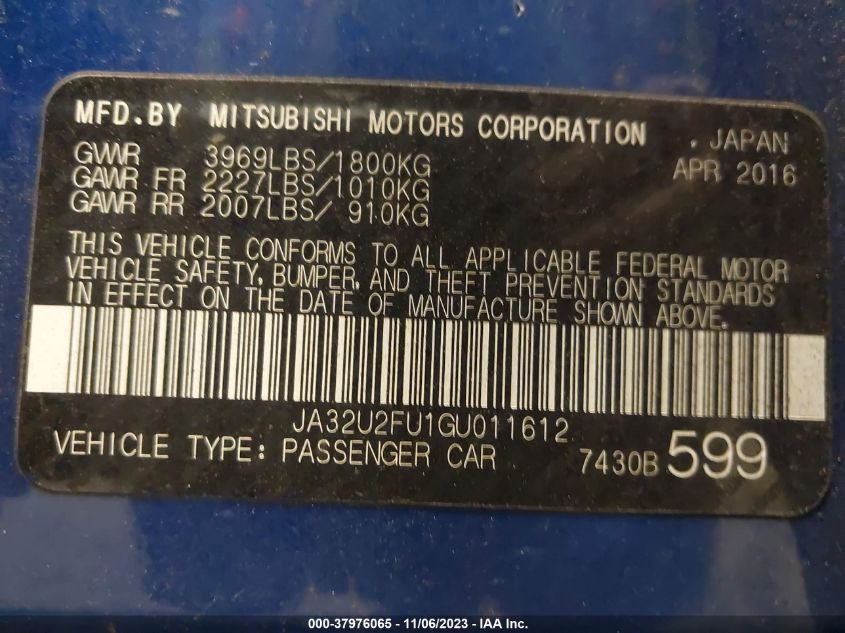 MFD.BY MITSUBISHI MOTORS CORPORATION . JAPAN
GVWR 3969LBS/1800KG APR 2016
GAWR FR 2227LBS/1010KG
GAWR RR 2007LBS/ 910KG
THIS VEHICLE CONFORMS TO ALL APPLICABLE FEDERAL MOTOR
VEHICLE SAFETY, BUMPER, AND THEFT PREVENTION STANDARDS
IN EFFECT ON THE DATE OF MANUFACTURE SHOWN ABOVE.
JA32U2FU1GU011612
VEHICLE TYPE: PASSENGER CAR 7430B 599
000-37976065 - 11/06/2023 - IAA Inc.